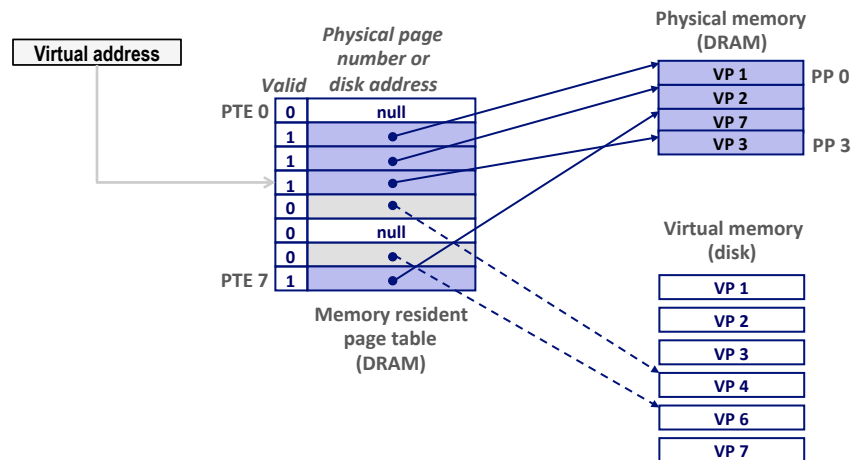 Virtual address
Physical page
number or
disk address
Valid
PTE 0
0 null
1
1
1
0
0 null
0
PTE 7
1
Memory resident
page table
(DRAM)
Physical memory
(DRAM)
VP 1
PP 0
VP 2
VP 7
VP 3
PP 3
Virtual memory
(disk)
VP 1
VP 2
VP 3
VP 4
VP 6
VP 7